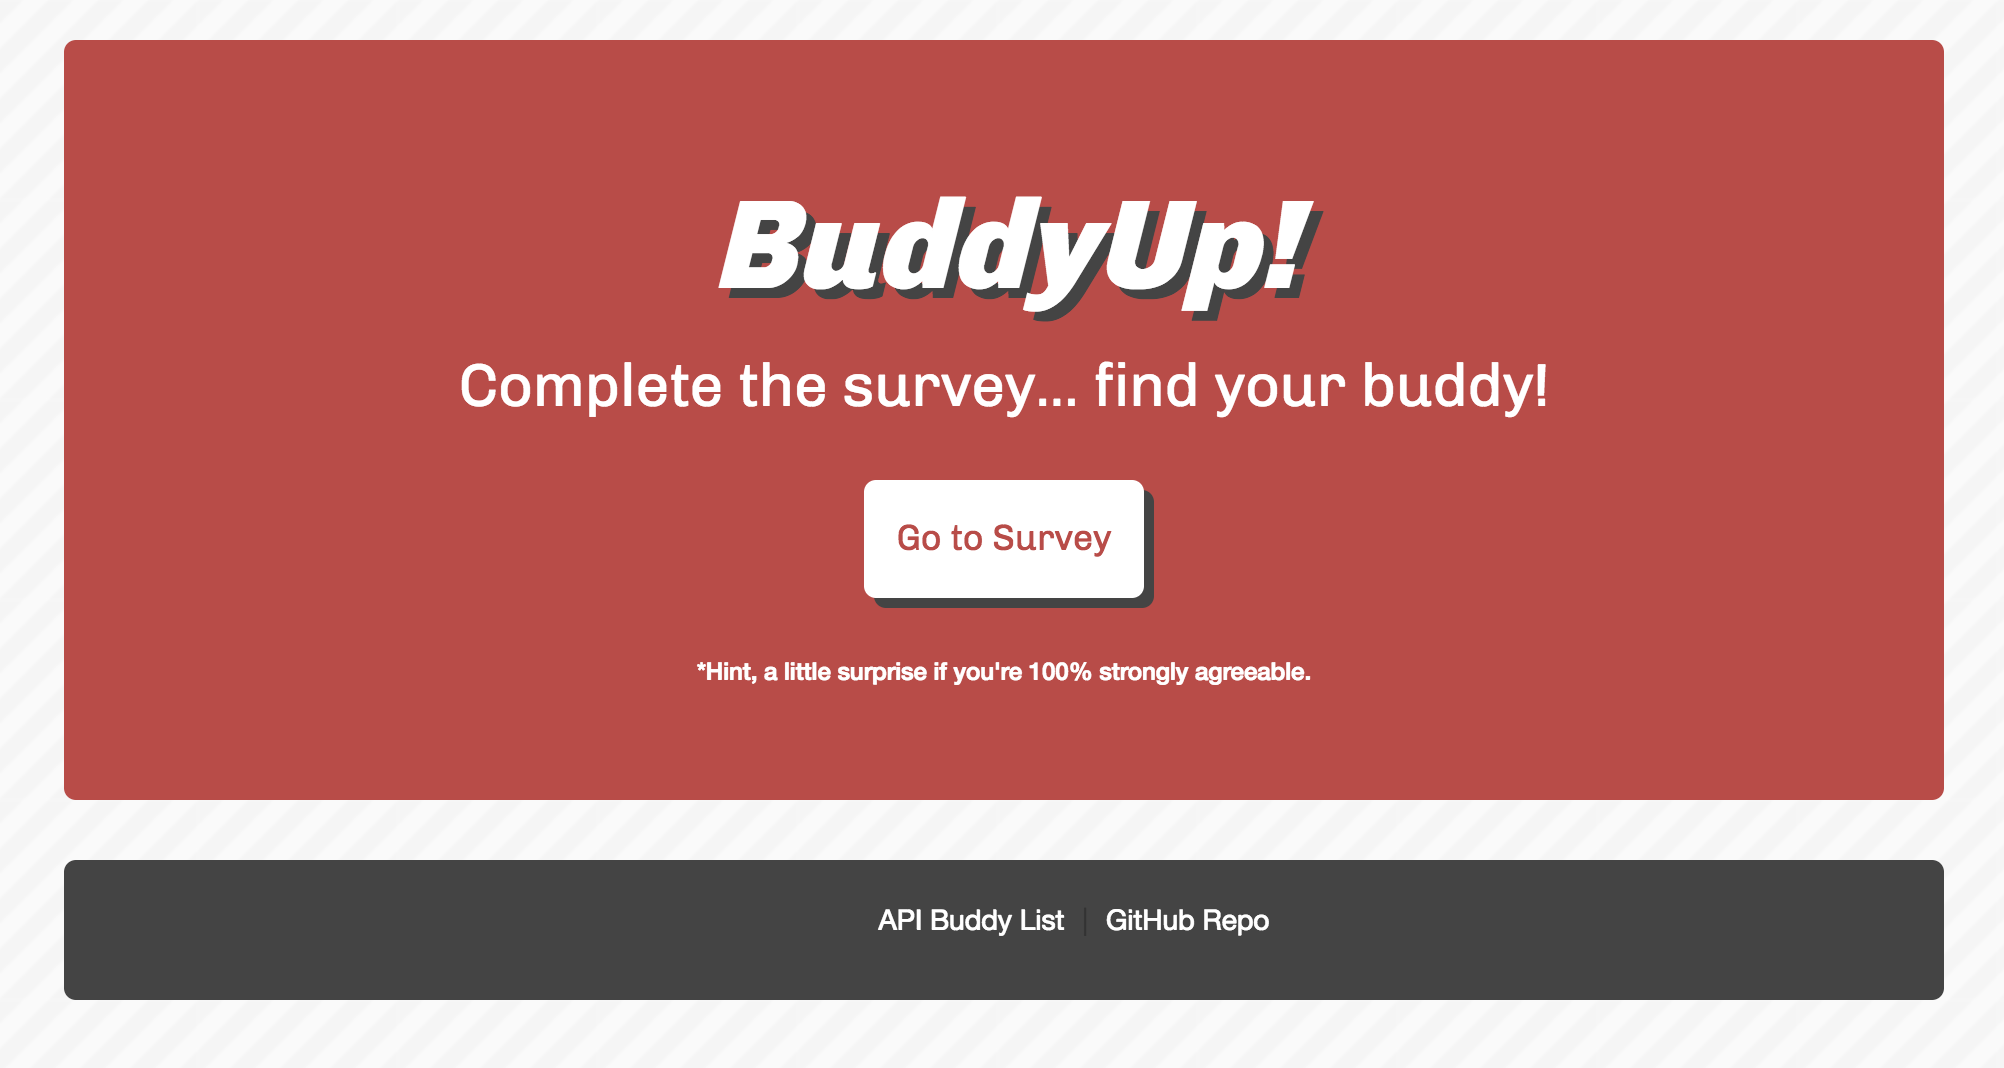 BuddyUp!
Complete the survey... find your buddy!
Go to Survey
*Hint, a little surprise if you're 100% strongly agreeable.
API Buddy List | GitHub Repo